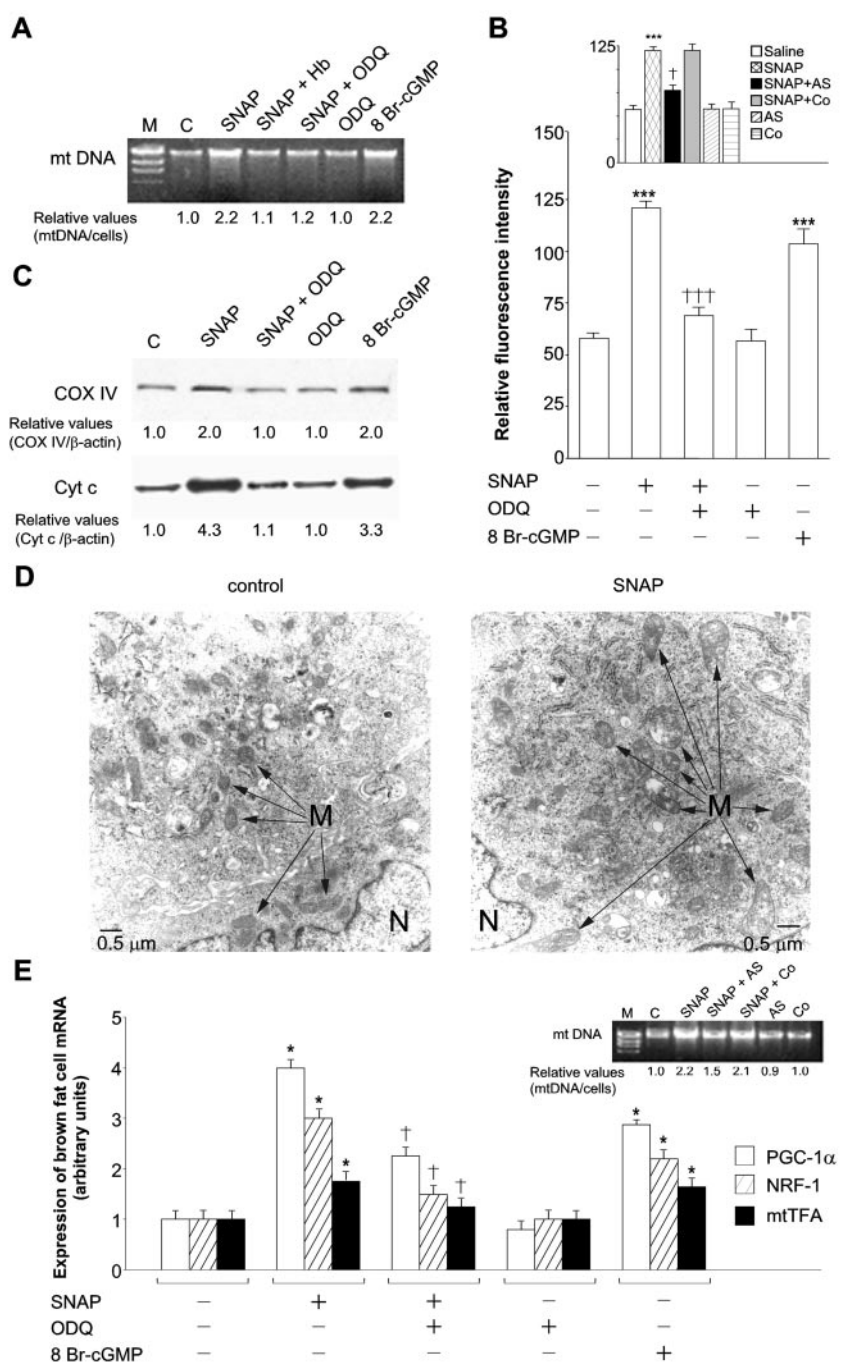 A
M
C
SNAP
SNAP + Hb
SNAP + ODQ
ODQ
8 Br-cGMP
mt DNA
Relative values 1.0 2.2 1.1 1.2 1.0 2.2
(mtDNA/cells)
B
125
0
***
†
Saline
SNAP
SNAP+AS
SNAP+Co
AS
Co
Relative fluorescence intensity
150
125
100
75
50
25
0
***
†††
***
SNAP – + + – –
ODQ – – + + –
8 Br-cGMP – – – – +
C
C
SNAP
SNAP + ODQ
ODQ
8 Br-cGMP
COX IV
Relative values 1.0 2.0 1.0 1.0 2.0
(COX IV/β-actin)
Cyt c
Relative values 1.0 4.3 1.1 1.0 3.3
(Cyt c /β-actin)
D
control
M
N
0.5 μm
SNAP
M
N
0.5 μm
E
Expression of brown fat cell mRNA
(arbitrary units)
5
4
3
2
1
0
* * *
† † †
* * *
M
C
SNAP
SNAP + AS
SNAP + Co
AS
Co
mt DNA
Relative values 1.0 2.2 1.5 2.1 0.9 1.0
(mtDNA/cells)
PGC-1α
NRF-1
mtTFA
SNAP – + + – –
ODQ – – + + –
8 Br-cGMP – – – – +